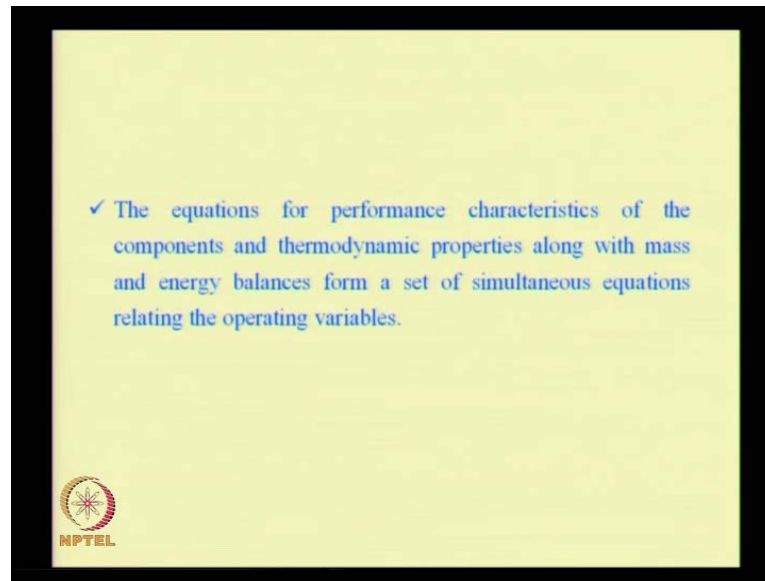 ✓ The equations for performance characteristics of the
components and thermodynamic properties along with mass
and energy balances form a set of simultaneous equations
relating the operating variables.
NPTEL